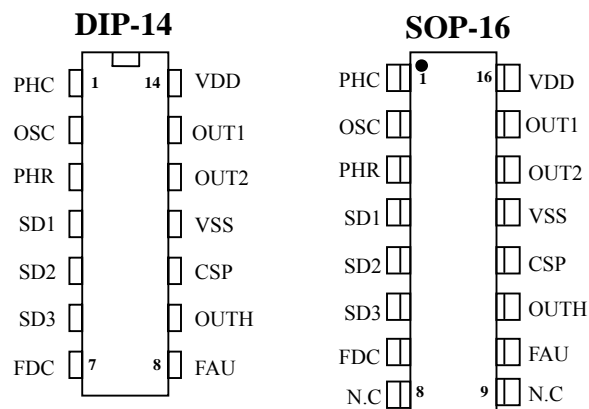 DIP-14
PHC 1 14 VDD
OSC OUT1
PHR OUT2
SD1 VSS
SD2 CSP
SD3 OUTH
FDC 7 8 FAU
SOP-16
PHC 1 16 VDD
OSC OUT1
PHR OUT2
SD1 VSS
SD2 CSP
SD3 OUTH
FDC FAU
N.C 8 9 N.C